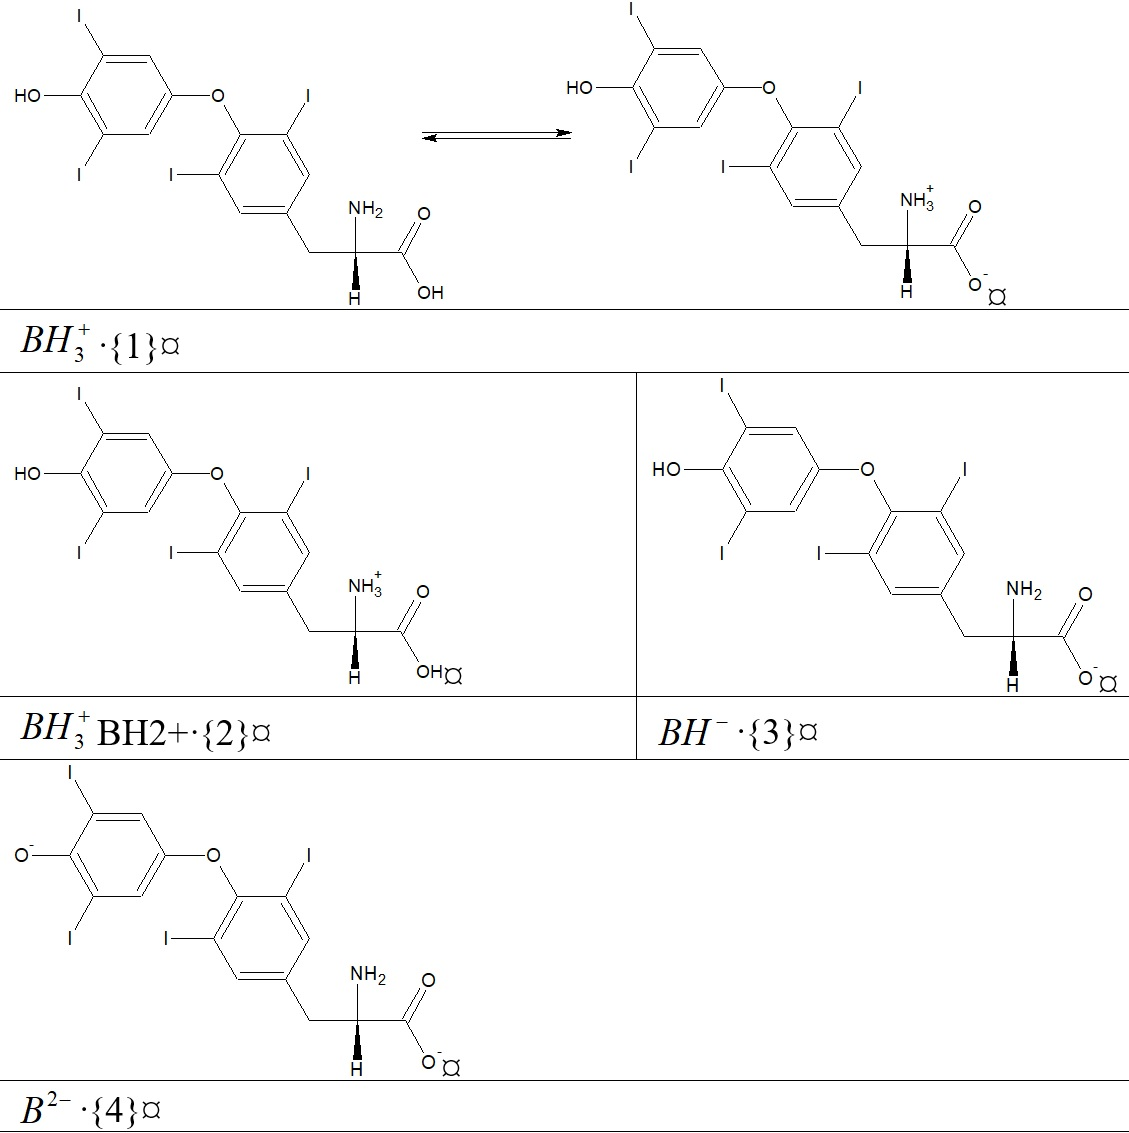 I
HO
O
I
I
I
NH2
O
H
OH
I
HO
O
I
I
I
NH3+
O
H
O-¤
BH3+ ·{1}¤
I
HO
O
I
I
I
NH3+
O
H
OH¤
I
HO
O
I
I
I
NH2
O
H
O-¤
BH3+ BH2+·{2}¤
BH− ·{3}¤
I
O-
O
I
I
I
NH2
O
H
O-¤
B2− ·{4}¤